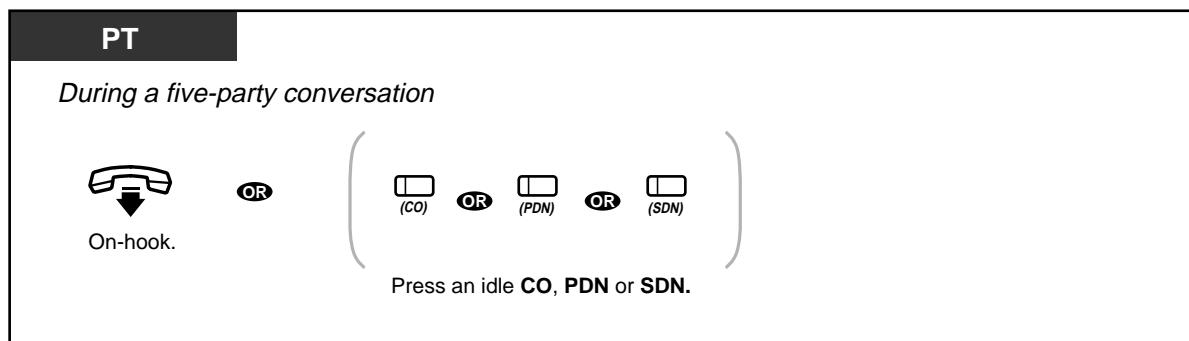 PT
During a five-party conversation
OR
(CO) OR (PDN) OR (SDN)
On-hook.
Press an idle CO, PDN or SDN.